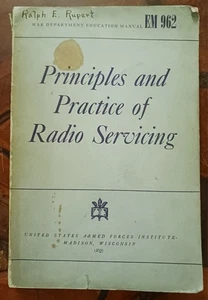 Ralph E. Rupert
WAR DEPARTMENT EDUCATION MANUAL EM 962
Principles and
Practice of
Radio Servicing
UNITED STATES ARMED FORCES INSTITUTE
MADISON, WISCONSIN